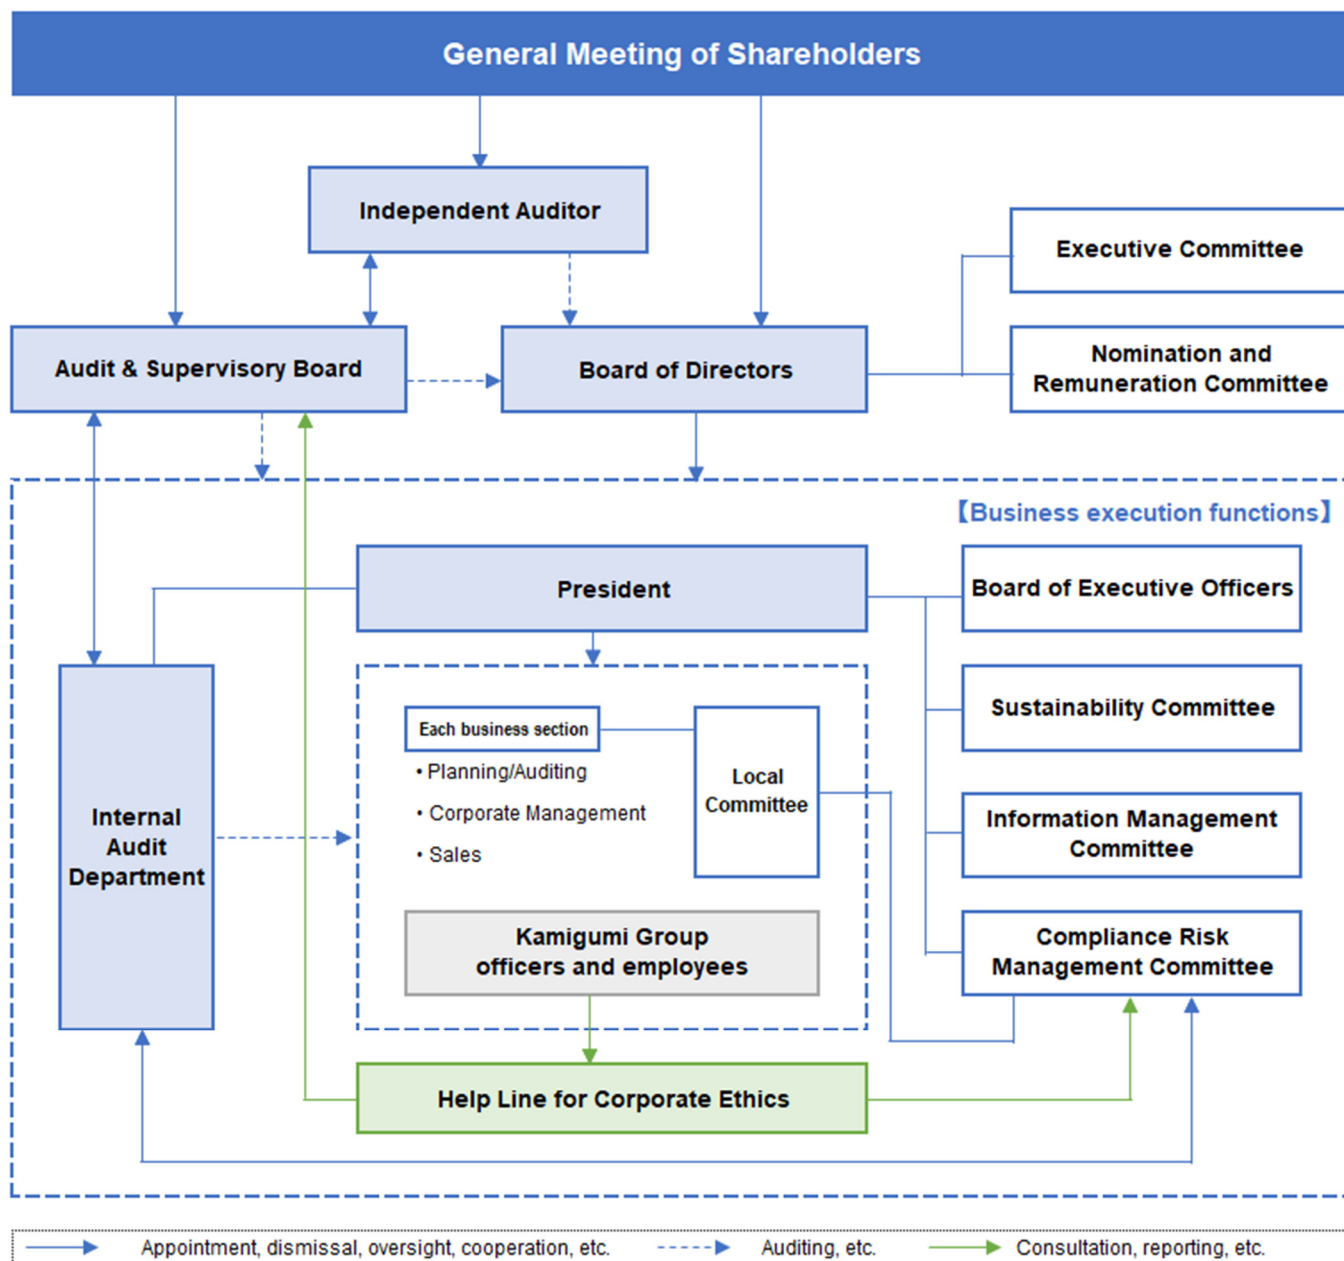 General Meeting of Shareholders
Independent Auditor
Executive Committee
Audit & Supervisory Board
Board of Directors
Nomination and
Remuneration Committee
【Business execution functions】
President
Board of Executive Officers
Each business section
• Planning/Auditing
• Corporate Management
• Sales
Local
Committee
Sustainability Committee
Internal
Audit
Department
Information Management
Committee
Kamigumi Group
officers and employees
Compliance Risk
Management Committee
Help Line for Corporate Ethics
Appointment, dismissal, oversight, cooperation, etc.
Auditing, etc.
Consultation, reporting, etc.